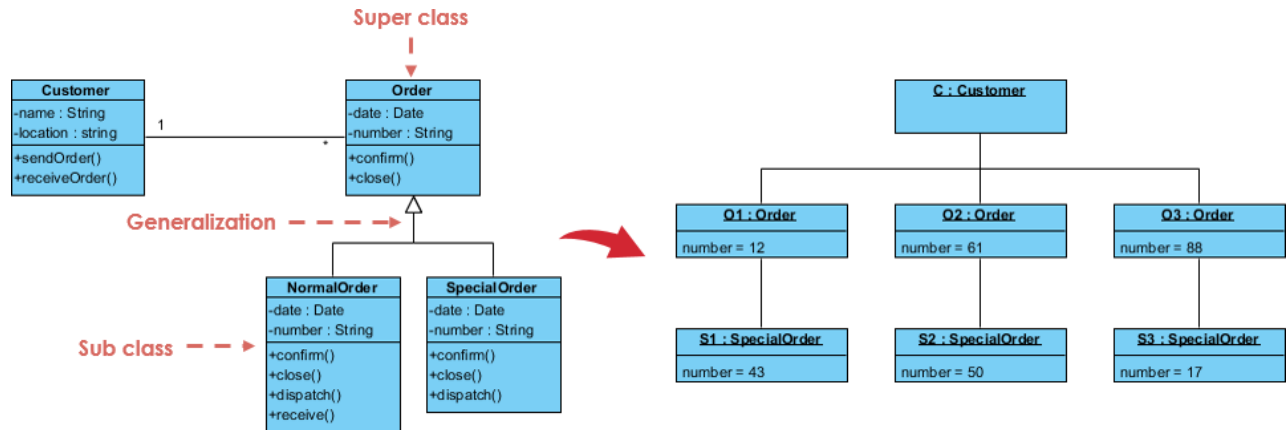 Super class
Customer
-name : String
-location : string
+sendOrder()
+receiveOrder()
1
*
Order
-date : Date
-number : String
+confirm()
+close()
Generalization
NormalOrder
-date : Date
-number : String
+confirm()
+close()
+dispatch()
+receive()
SpecialOrder
-date : Date
-number : String
+confirm()
+close()
+dispatch()
Sub class
C : Customer
O1 : Order
number = 12
O2 : Order
number = 61
O3 : Order
number = 88
S1 : SpecialOrder
number = 43
S2 : SpecialOrder
number = 50
S3 : SpecialOrder
number = 17